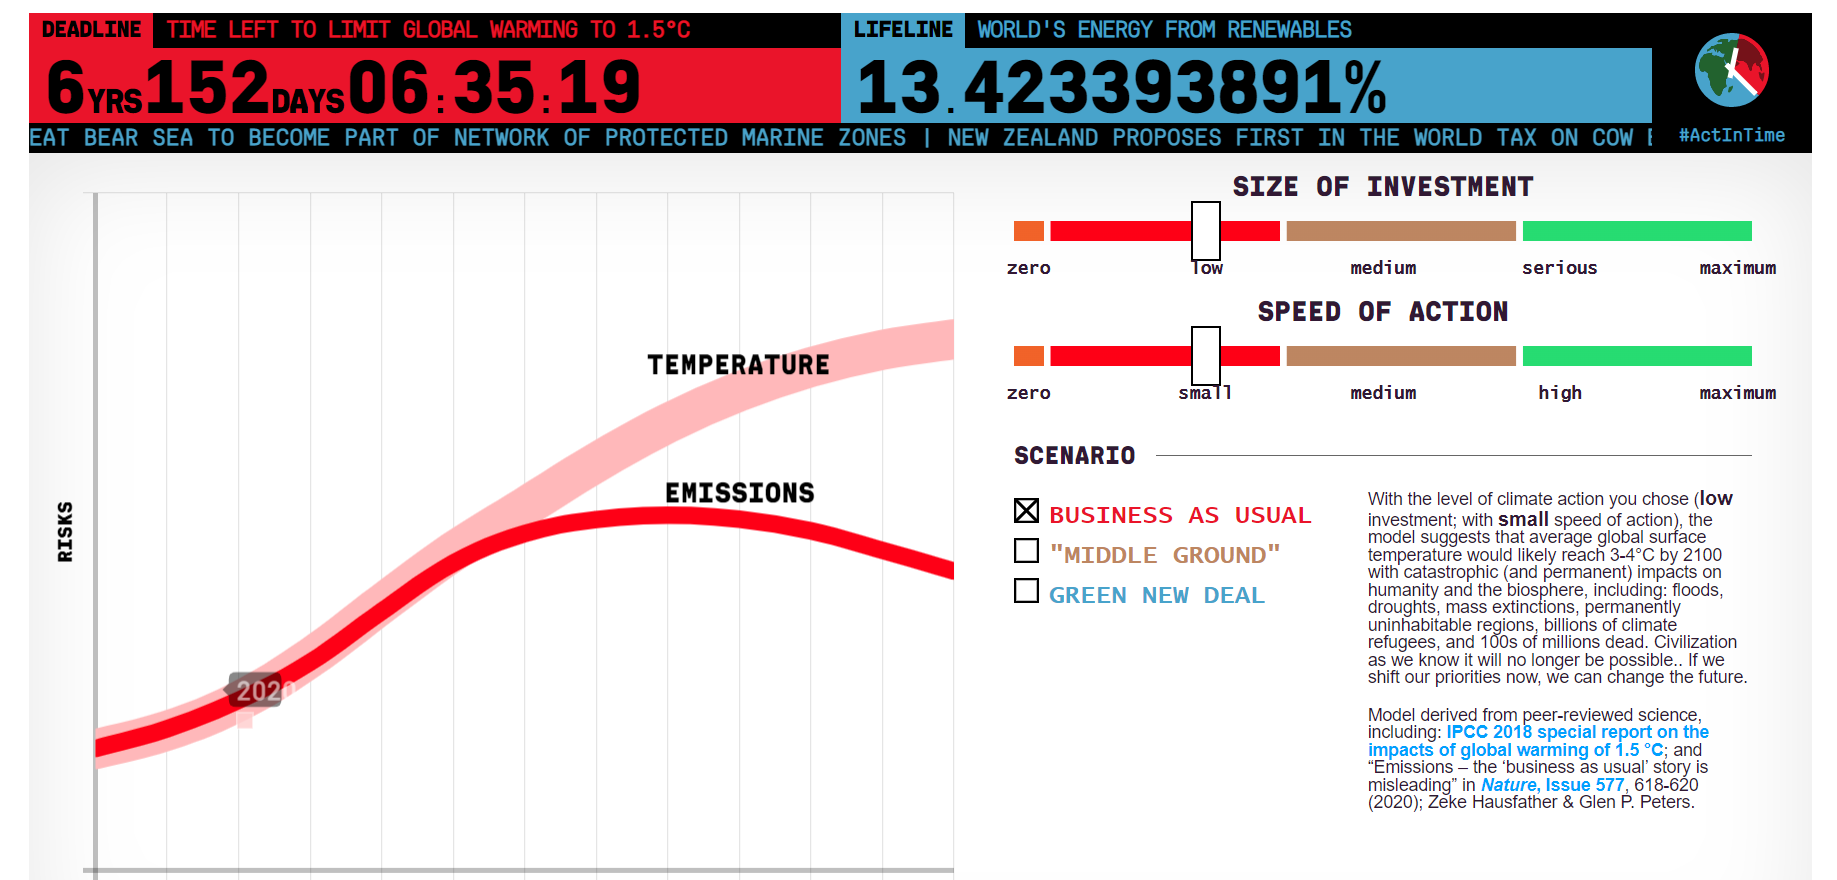 DEADLINE TIME LEFT TO LIMIT GLOBAL WARMING TO 1.5°C
6YRS152DAYS06:35:19
LIFELINE WORLD'S ENERGY FROM RENEWABLES
13.423393891%
#ActInTime
EAT BEAR SEA TO BECOME PART OF NETWORK OF PROTECTED MARINE ZONES | NEW ZEALAND PROPOSES FIRST IN THE WORLD TAX ON COW
RISKS
TEMPERATURE
EMISSIONS
2020
SIZE OF INVESTMENT
zero low medium serious maximum
SPEED OF ACTION
zero small medium high maximum
SCENARIO
BUSINESS AS USUAL
"MIDDLE GROUND"
GREEN NEW DEAL
With the level of climate action you chose (low
investment; with small speed of action), the
model suggests that average global surface
temperature would likely reach 3-4°C by 2100
with catastrophic (and permanent) impacts on
humanity and the biosphere, including: floods,
droughts, mass extinctions, permanently
uninhabitable regions, billions of climate
refugees, and 100s of millions dead. Civilization
as we know it will no longer be possible.. If we
shift our priorities now, we can change the future.
Model derived from peer-reviewed science,
including: IPCC 2018 special report on the
impacts of global warming of 1.5 °C; and
“Emissions – the ‘business as usual’ story is
misleading” in Nature, Issue 577, 618-620
(2020); Zeke Hausfather & Glen P. Peters.